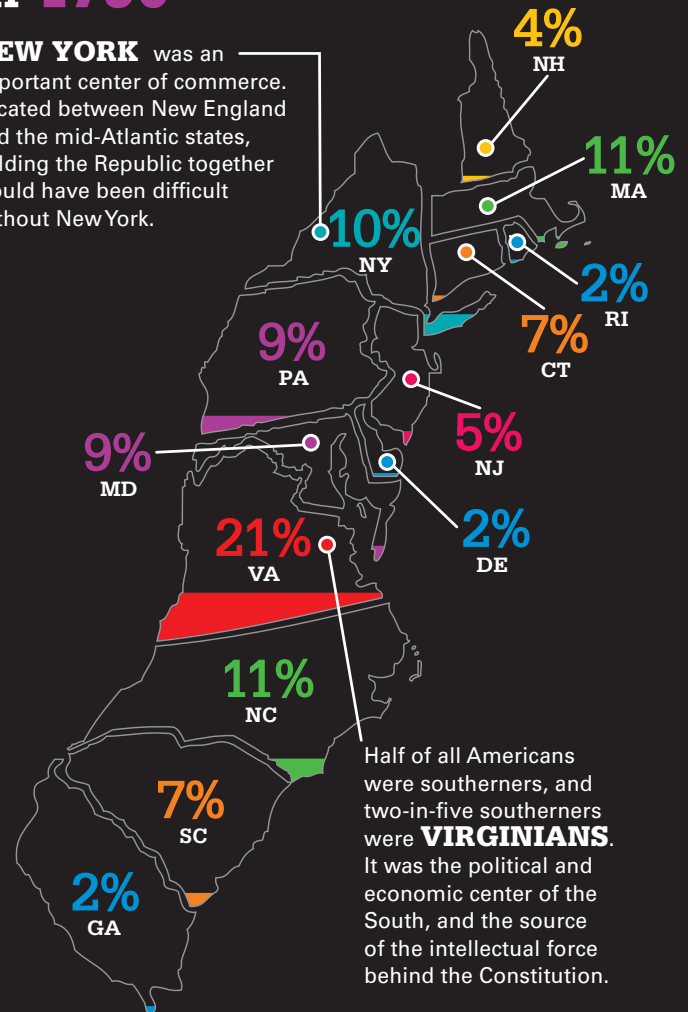 EW YORK was an
portant center of commerce.
cated between New England
d the mid-Atlantic states,
lding the Republic together
ould have been difficult
thout New York.
4%
NH
11%
MA
10%
NY
2%
RI
7%
CT
9%
PA
5%
NJ
9%
MD
2%
DE
21%
VA
11%
NC
Half of all Americans
were southerners, and
two-in-five southerners
were VIRGINIANS.
It was the political and
economic center of the
South, and the source
of the intellectual force
behind the Constitution.
7%
SC
2%
GA